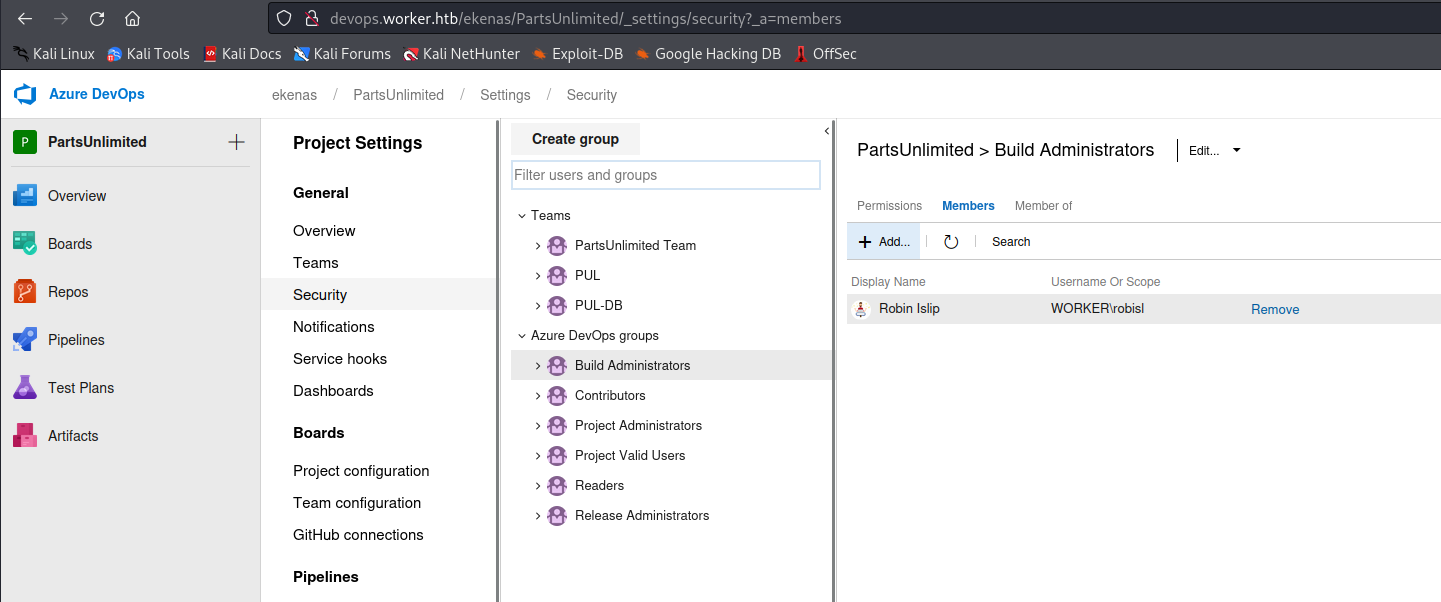 devops.worker.htb/ekenas/PartsUnlimited/_settings/security?_a=members
Kali Linux Kali Tools Kali Docs Kali Forums Kali NetHunter Exploit-DB Google Hacking DB OffSec
Azure DevOps
ekenas / PartsUnlimited / Settings / Security
P PartsUnlimited
Overview
Boards
Repos
Pipelines
Test Plans
Artifacts
Project Settings
General
Overview
Teams
Security
Notifications
Service hooks
Dashboards
Boards
Project configuration
Team configuration
GitHub connections
Pipelines
Create group
Filter users and groups
Teams
PartsUnlimited Team
PUL
PUL-DB
Azure DevOps groups
Build Administrators
Contributors
Project Administrators
Project Valid Users
Readers
Release Administrators
PartsUnlimited > Build Administrators Edit...
Permissions Members Member of
+ Add... Search
Display Name Username Or Scope
Robin Islip WORKER\robisl Remove